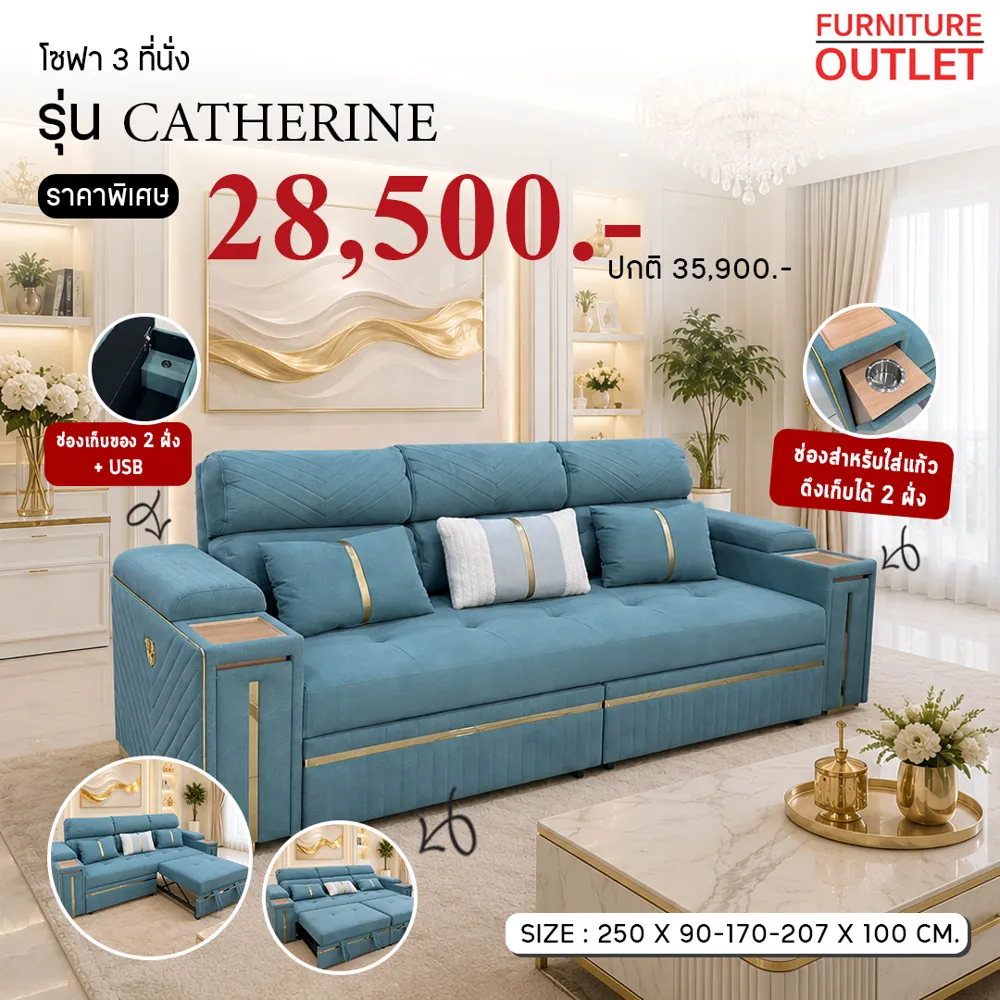 โซฟา 3 ที่นั่ง
FURNITURE
OUTLET
รุ่น CATHERINE
ราคาพิเศษ
28,500.-
ปกติ 35,900.-
ช่องเก็บของ 2 ฝั่ง
+ USB
ช่องสำหรับใส่แก้ว
ดึงเก็บได้ 2 ฝั่ง
SIZE : 250 X 90-170-207 X 100 CM.